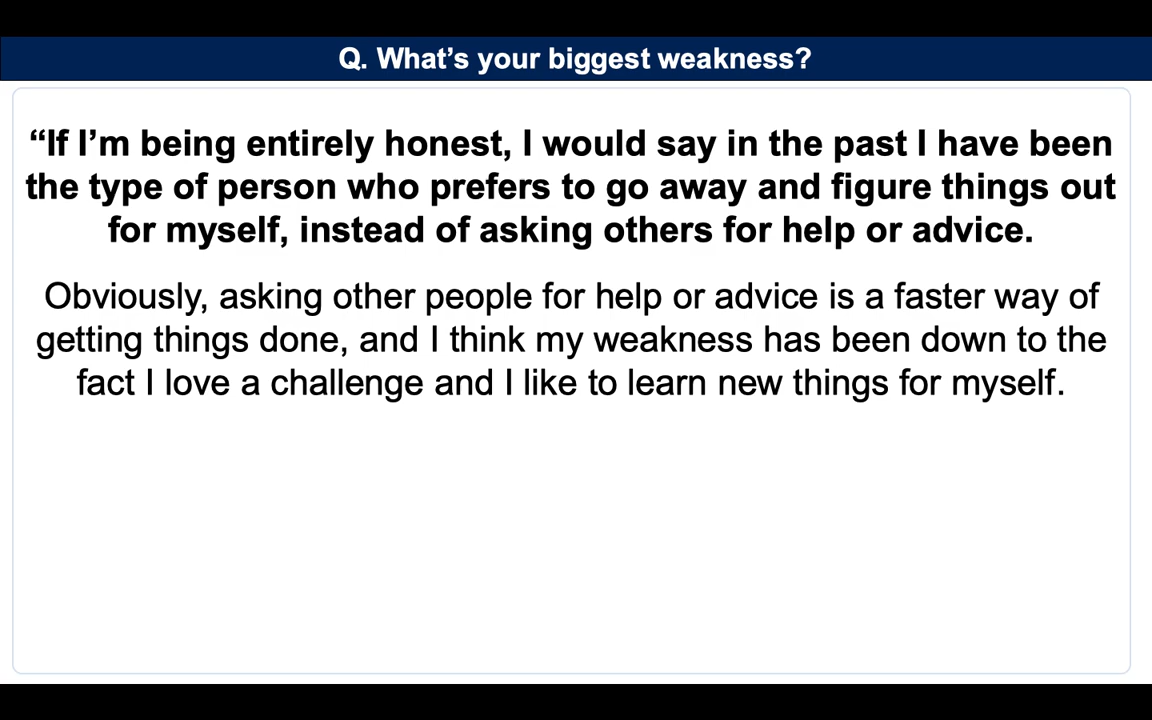 Q. What’s your biggest weakness?
“If I’m being entirely honest, I would say in the past I have been
the type of person who prefers to go away and figure things out
for myself, instead of asking others for help or advice.
Obviously, asking other people for help or advice is a faster way of
getting things done, and I think my weakness has been down to the
fact I love a challenge and I like to learn new things for myself.